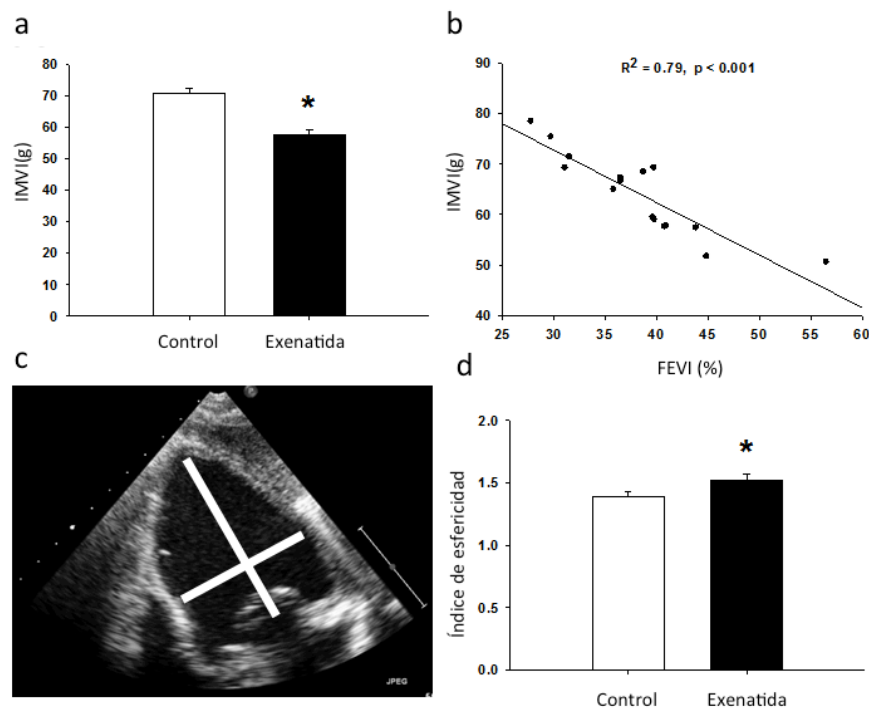 a
IMVI(g)
90
80
70
60
50
40
30
20
10
0
*
Control Exenatida
b
R² = 0.79, p < 0.001
IMVI(g)
90
80
70
60
50
40
25 30 35 40 45 50 55 60
FEVI (%)
c
JPEG
d
Índice de esfericidad
2.0
1.5
1.0
0.5
0.0
*
Control Exenatida